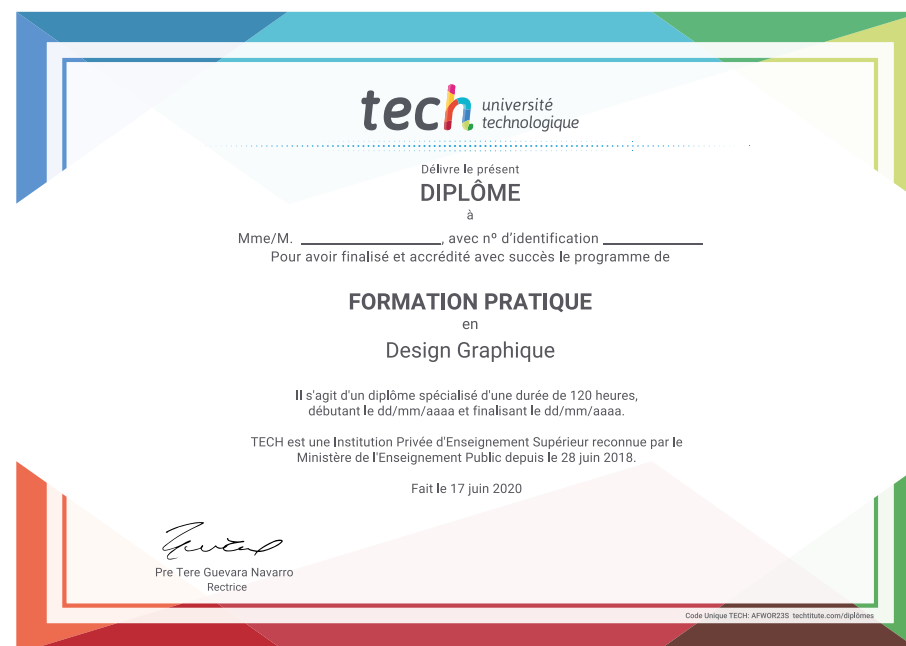 tech université
technologique
Délivre le présent
DIPLÔME
à
Mme/M. ____________________, avec nº d'identification ______________
Pour avoir finalisé et accrédité avec succès le programme de
FORMATION PRATIQUE
en
Design Graphique
Il s'agit d'un diplôme spécialisé d'une durée de 120 heures,
débutant le dd/mm/aaaa et finalisant le dd/mm/aaaa.
TECH est une Institution Privée d'Enseignement Supérieur reconnue par le
Ministère de l'Enseignement Public depuis le 28 juin 2018.
Fait le 17 juin 2020
Pre Tere Guevara Navarro
Rectrice
Code Unique TECH: AFWOR23S techtitute.com/diplômes